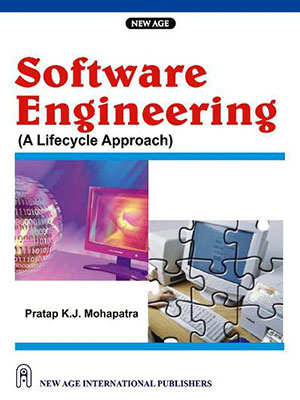 NEW AGE
Software
Engineering
(A Lifecycle Approach)
Pratap K.J. Mohapatra
NEW AGE INTERNATIONAL PUBLISHERS